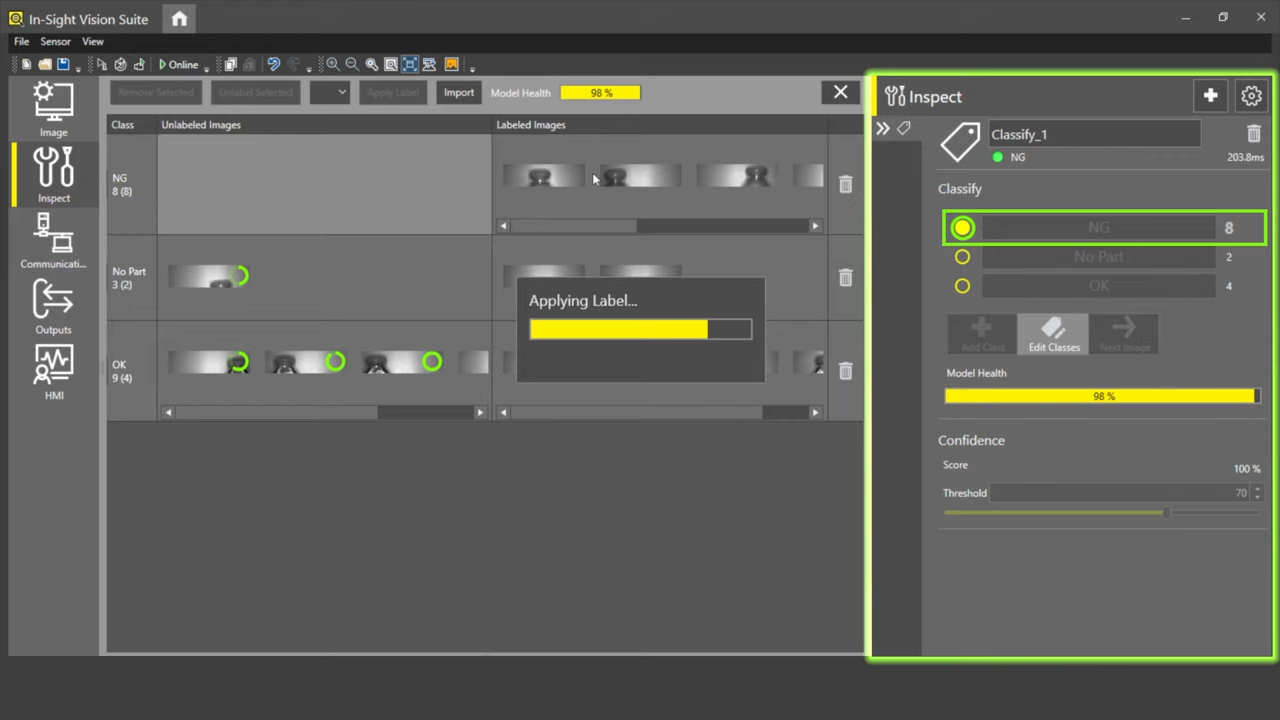 In-Sight Vision Suite
File Sensor View
Online
Image
Inspect
Communicati...
Outputs
HMI
Remove Selected Unlabel Selected Apply Label Import Model Health 98 %
Class Unlabeled Images Labeled Images
NG
8 (8)
No Part
3 (2)
OK
9 (4)
Applying Label...
Inspect
Classify_1
NG 203.8ms
Classify
NG 8
No Part 2
OK 4
Add Class Edit Classes Next Image
Model Health
98 %
Confidence
Score 100 %
Threshold 70